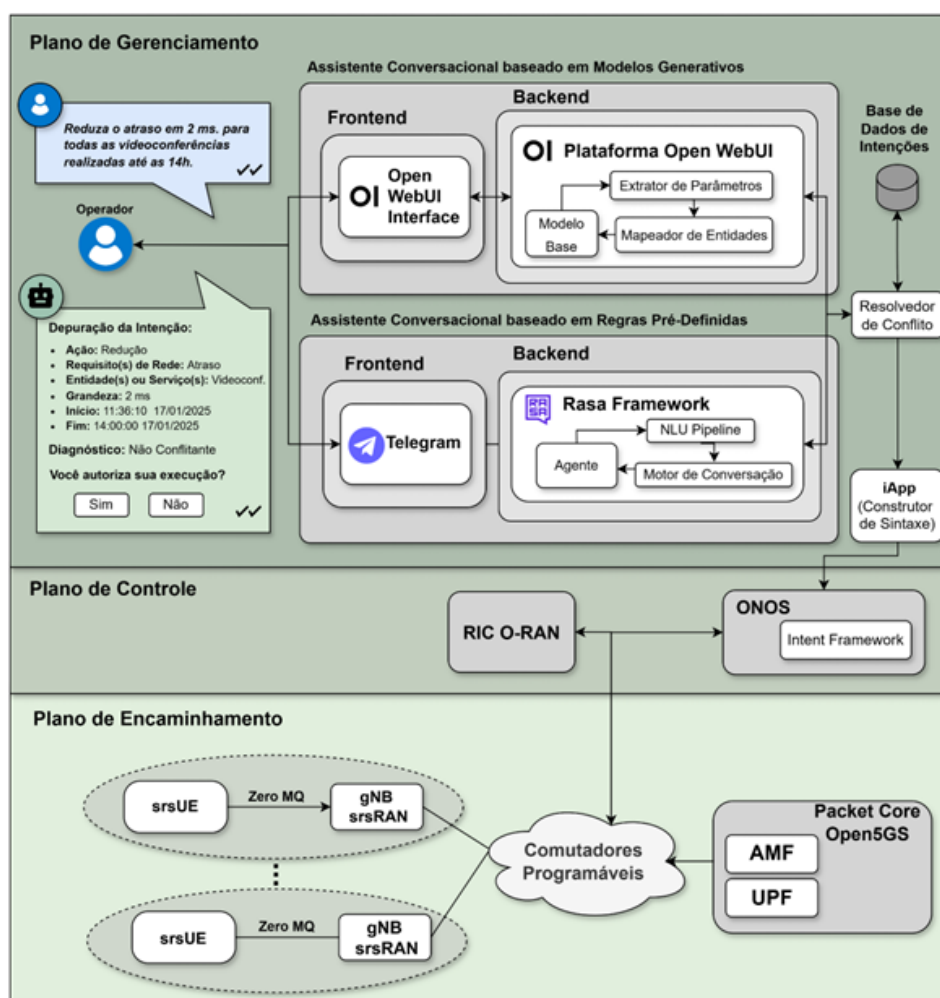 Plano de Gerenciamento
Assistente Conversacional baseado em Modelos Generativos
Reduza o atraso em 2 ms. para
todas as videoconferências
realizadas até as 14h.
Operador
Frontend
Open
WebUI
Interface
Backend
Plataforma Open WebUI
Extrator de Parâmetros
Modelo
Base
Mapeador de Entidades
Base de
Dados de
Intenções
Resolvedor
de Conflito
Depuração da Intenção:
• Ação: Redução
• Requisito(s) de Rede: Atraso
• Entidade(s) ou Serviço(s): Videoconf.
• Grandeza: 2 ms
• Início: 11:36:10 17/01/2025
• Fim: 14:00:00 17/01/2025
Diagnóstico: Não Conflitante
Você autoriza sua execução?
Sim
Não
Assistente Conversacional baseado em Regras Pré-Definidas
Frontend
Telegram
Backend
RASA
Rasa Framework
NLU Pipeline
Agente
Motor de Conversação
iApp
(Construtor
de Sintaxe)
Plano de Controle
RIC O-RAN
ONOS
Intent Framework
Plano de Encaminhamento
srsUE
Zero MQ
gNB
srsRAN
srsUE
Zero MQ
gNB
srsRAN
Comutadores
Programáveis
Packet Core
Open5GS
AMF
UPF